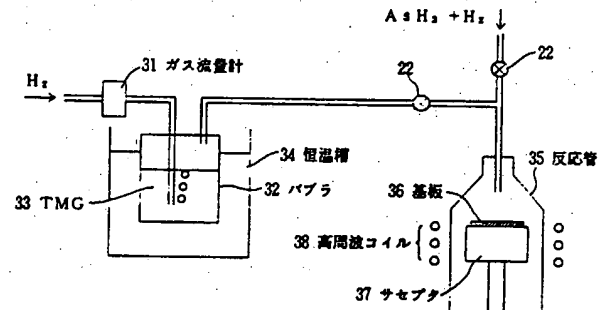 AsH₃ +H₂
31 ガス流量計
H₂
22
22
34 恒温槽
35 反応管
33 TMG
32 バブラ
36 基板
38 高周波コイル
37 サセプタ